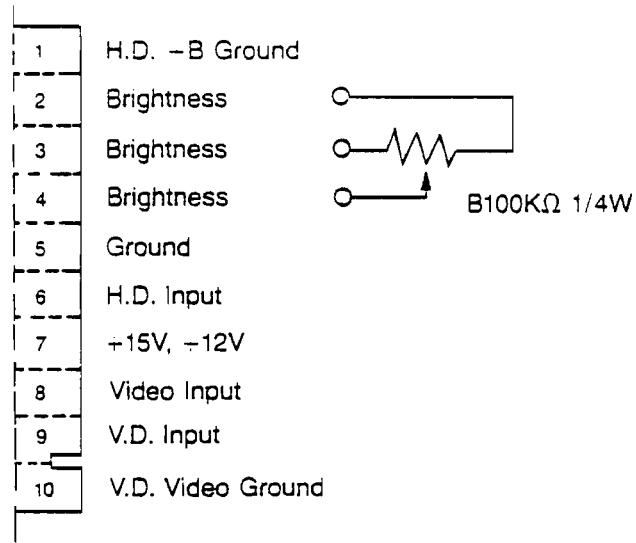 1 H.D. −B Ground
2 Brightness
3 Brightness
4 Brightness
B100KΩ 1/4W
5 Ground
6 H.D. Input
7 +15V, +12V
8 Video Input
9 V.D. Input
10 V.D. Video Ground